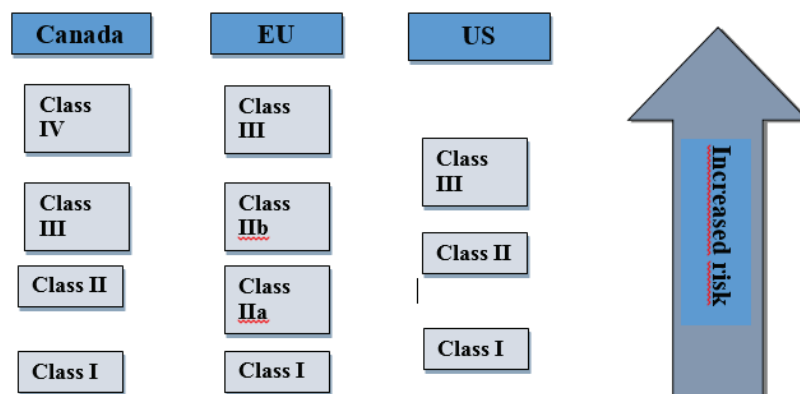 Canada
EU
US
Class
IV
Class
III
Class
III
Class
III
Class
IIb
Class II
Class II
Class
IIa
Class I
Class I
Class I
Increased risk